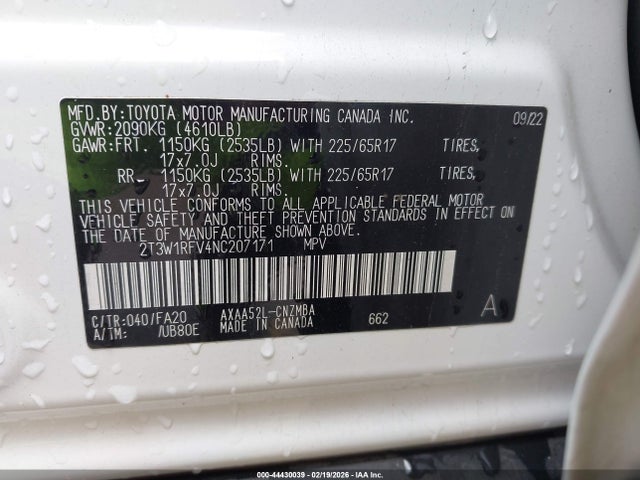 MFD.BY:TOYOTA MOTOR MANUFACTURING CANADA INC. 09/22
GVWR:2090KG (4610LB)
GAWR:FRT. 1150KG (2535LB) WITH 225/65R17 TIRES,
17x7.0J RIMS.
RR. 1150KG (2535LB) WITH 225/65R17 TIRES,
17x7.0J RIMS.
THIS VEHICLE CONFORMS TO ALL APPLICABLE FEDERAL MOTOR
VEHICLE SAFETY AND THEFT PREVENTION STANDARDS IN EFFECT ON
THE DATE OF MANUFACTURE SHOWN ABOVE.
2T3W1RFV4NC207171 MPV
C/TR:040/FA20 AXAA52L-CNZMBA 662 A
A/TM: /UB80E MADE IN CANADA
000-44430039 - 02/19/2026 - IAA Inc.